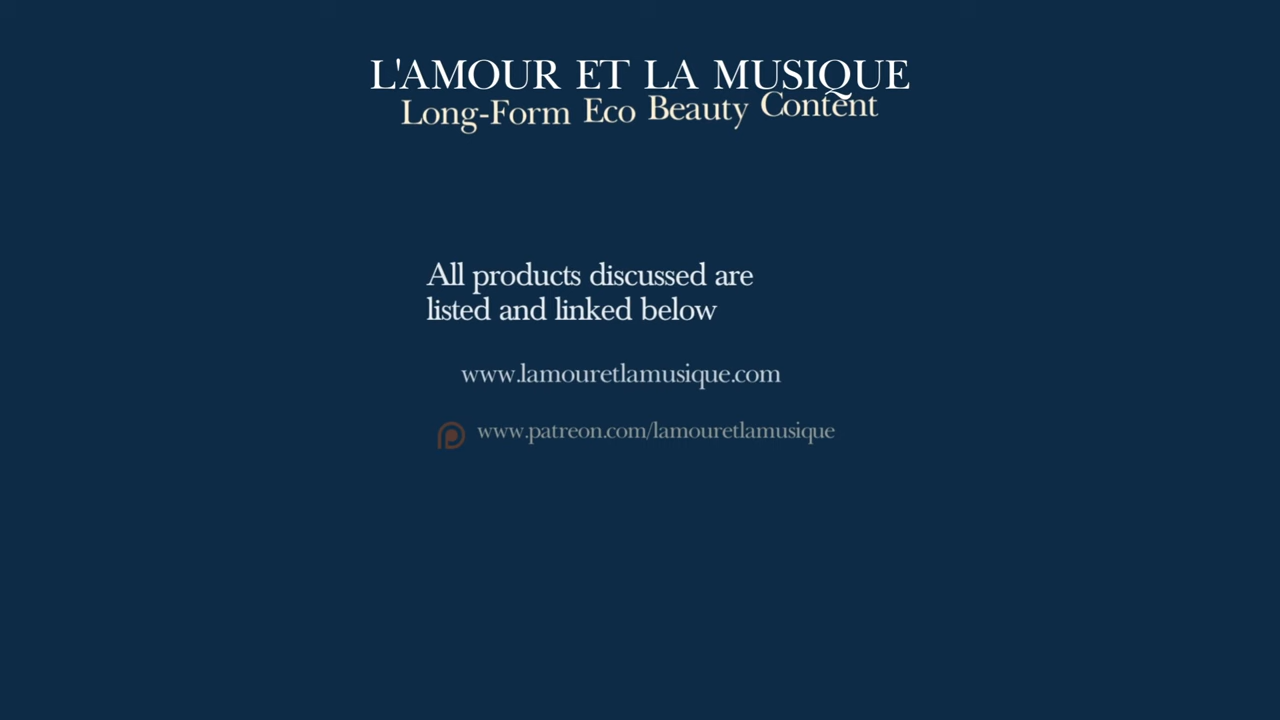 L'AMOUR ET LA MUSIQUE
Long-Form Eco Beauty Content
All products discussed are
listed and linked below
www.lamouretlamusique.com
www.patreon.com/lamouretlamusique